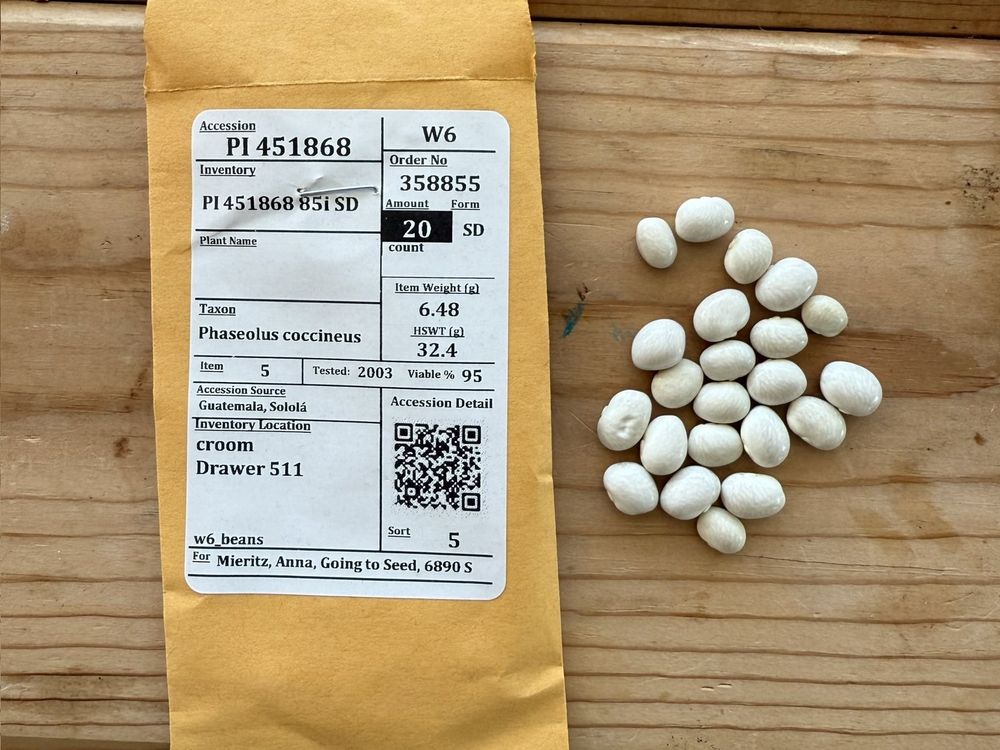 Accession
PI 451868
W6
Inventory
PI 451868 85i SD
Order No
358855
Amount Form
20 SD
count
Plant Name
Item Weight (g)
6.48
HSWT (g)
32.4
Taxon
Phaseolus coccineus
Item 5
Tested: 2003 Viable % 95
Accession Source
Guatemala, Sololá
Accession Detail
Inventory Location
croom
Drawer 511
w6_beans
Sort 5
For Mieritz, Anna, Going to Seed, 6890 S